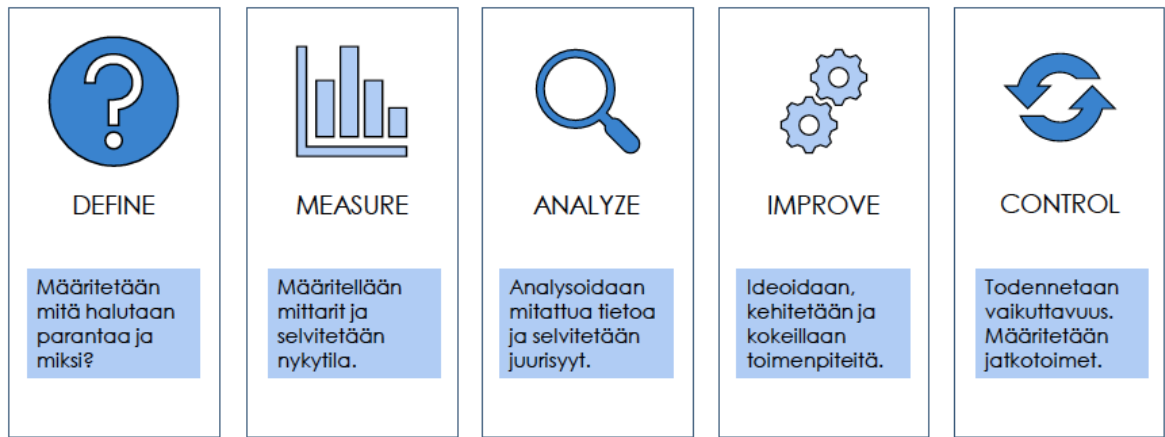 DEFINE
Määritetään
mitä halutaan
parantaa ja
miksi?
MEASURE
Määritellään
mittarit ja
selvitetään
nykytila.
ANALYZE
Analysoidaan
mitattua tietoa
ja selvitetään
juurisyyt.
IMPROVE
Ideoidaan,
kehitetään ja
kokeillaan
toimenpiteitä.
CONTROL
Todennetaan
vaikuttavuus.
Määritetään
jatkotoimet.